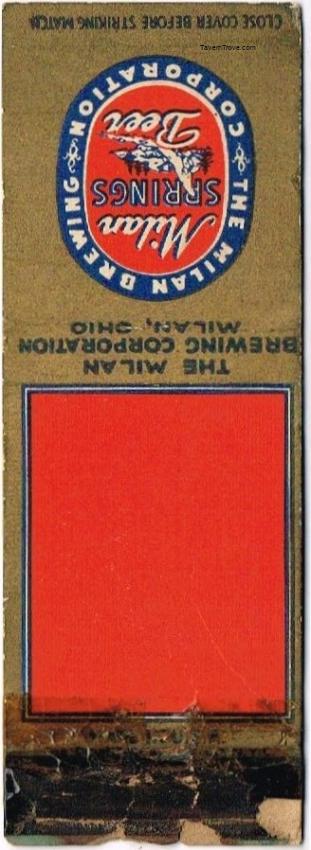 TavernTrove.com
THE MILAN
BREWING CORPORATION
MILAN, OHIO
THE MILAN BREWING CORPORATION
Milan
SPRINGS
Beer
CLOSE COVER BEFORE STRIKING MATCH